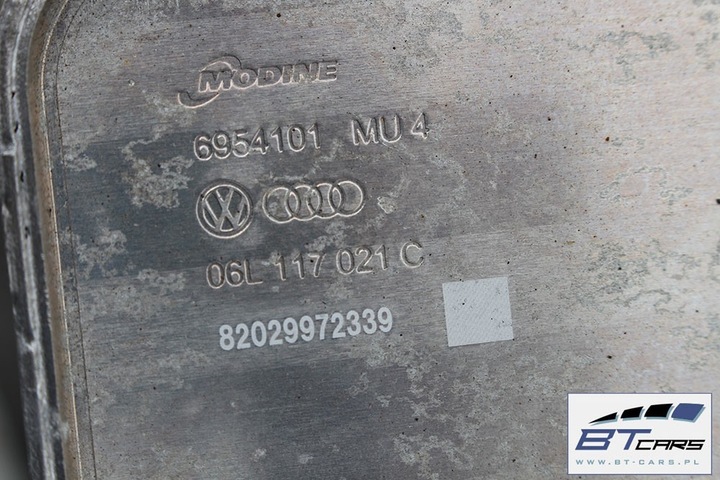 MODINE
6954101 MU 4
06L 117 021 C
82029972339
BT CARS
WWW.BT-CARS.PL